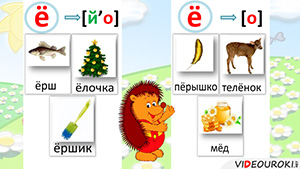 ё ⇒ [й’о]
ё ⇒ [о]
ёрш
ёлочка
пёрышко
телёнок
ёршик
мёд
VIDEOUROKI.NET